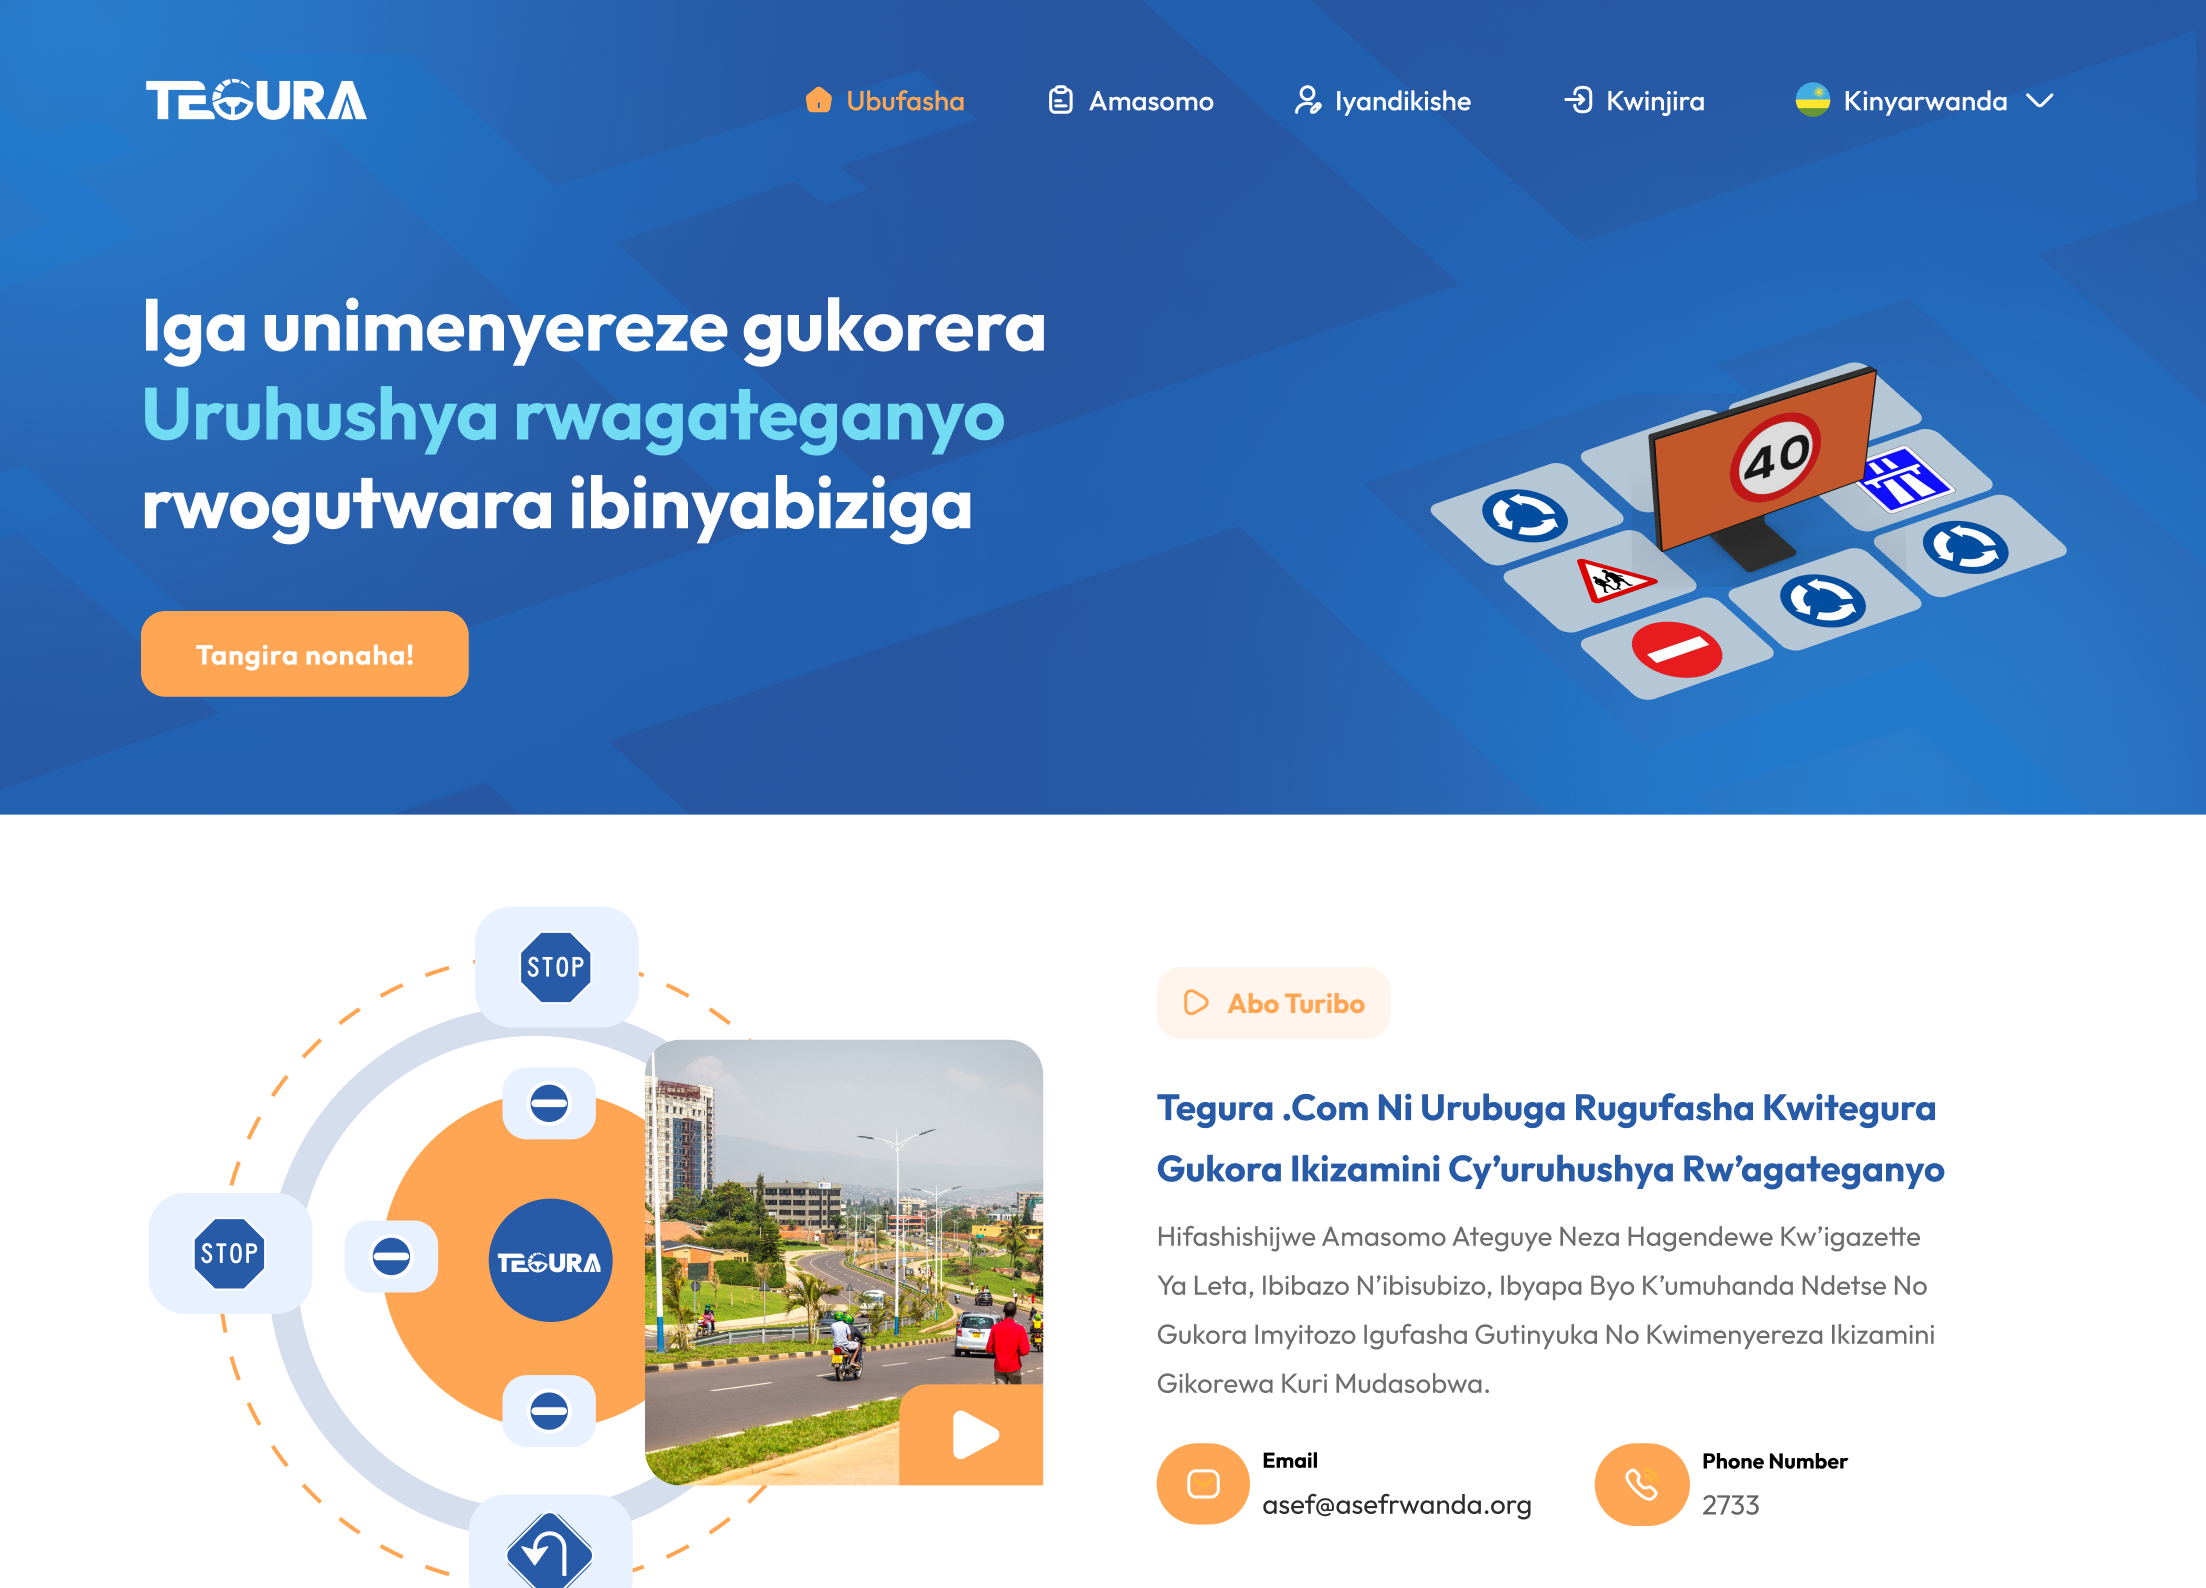 TEGURA
Ubufasha
Amasomo
Iyandikishe
Kwinjira
Kinyarwanda
Iga unimenyereze gukorera
Uruhushya rwagateganyo
rwogutwara ibinyabiziga
Tangira nonaha!
40
STOP
STOP
TEGURA
Abo Turibo
Tegura .Com Ni Urubuga Rugufasha Kwitegura
Gukora Ikizamini Cy’uruhushya Rw’agateganyo
Hifashishijwe Amasomo Ateguye Neza Hagendewe Kw’igazette
Ya Leta, Ibibazo N’ibisubizo, Ibyapa Byo K’umuhanda Ndetse No
Gukora Imyitozo Igufasha Gutinyuka No Kwimenyereza Ikizamini
Gikorewa Kuri Mudasobwa.
Email
asef@asefrwanda.org
Phone Number
2733